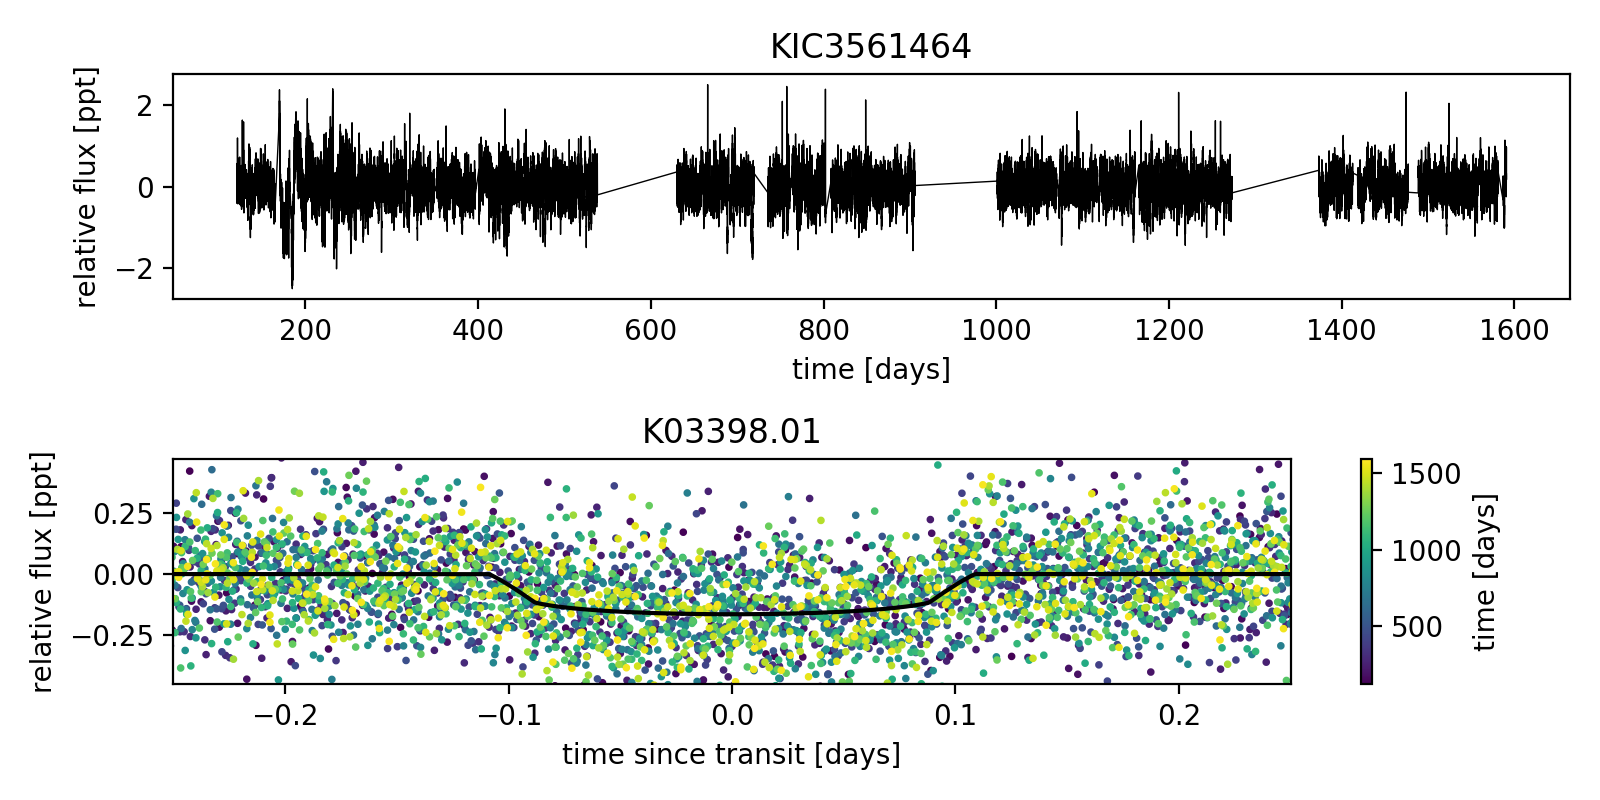 KIC3561464
relative flux [ppt]
2
0
−2
200 400 600 800 1000 1200 1400 1600
time [days]
K03398.01
relative flux [ppt]
0.25
0.00
−0.25
−0.2 −0.1 0.0 0.1 0.2
time since transit [days]
1500
1000
500
time [days]